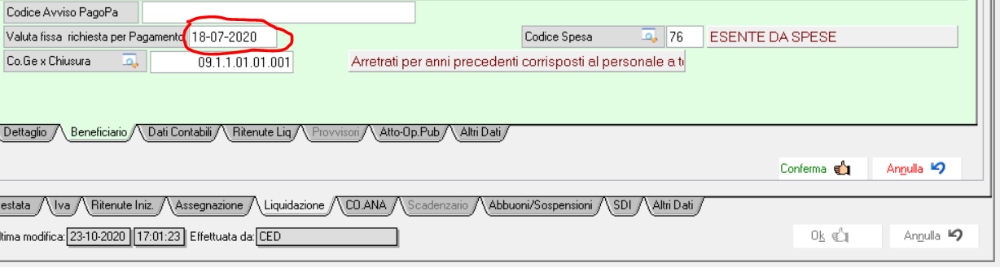 Codice Avviso PagoPa
Valuta fissa richiesta per Pagamento 18-07-2020 Codice Spesa 76 ESENTE DA SPESE
Co.Ge x Chiusura 09.1.1.01.01.001 Arretrati per anni precedenti corrisposti al personale a t
Dettaglio Beneficiario Dati Contabili Ritenute Liq Provvisori Atto-Op.Pub Altri Dati
Conferma Annulla
estata Iva Ritenute Iniz. Assegnazione Liquidazione CO.ANA Scadenzario Abbuoni/Sospensioni SDI Altri Dati
ltima modifica: 23-10-2020 17:01:23 Effettuata da: CED Ok Annulla